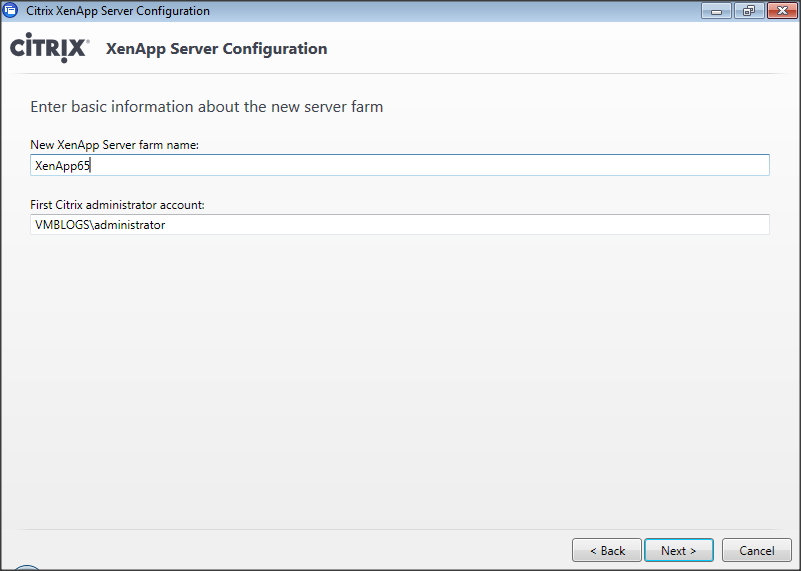 Citrix XenApp Server Configuration
CITRIX® XenApp Server Configuration
Enter basic information about the new server farm
New XenApp Server farm name:
XenApp65
First Citrix administrator account:
VMBLOGS\administrator
< Back Next > Cancel